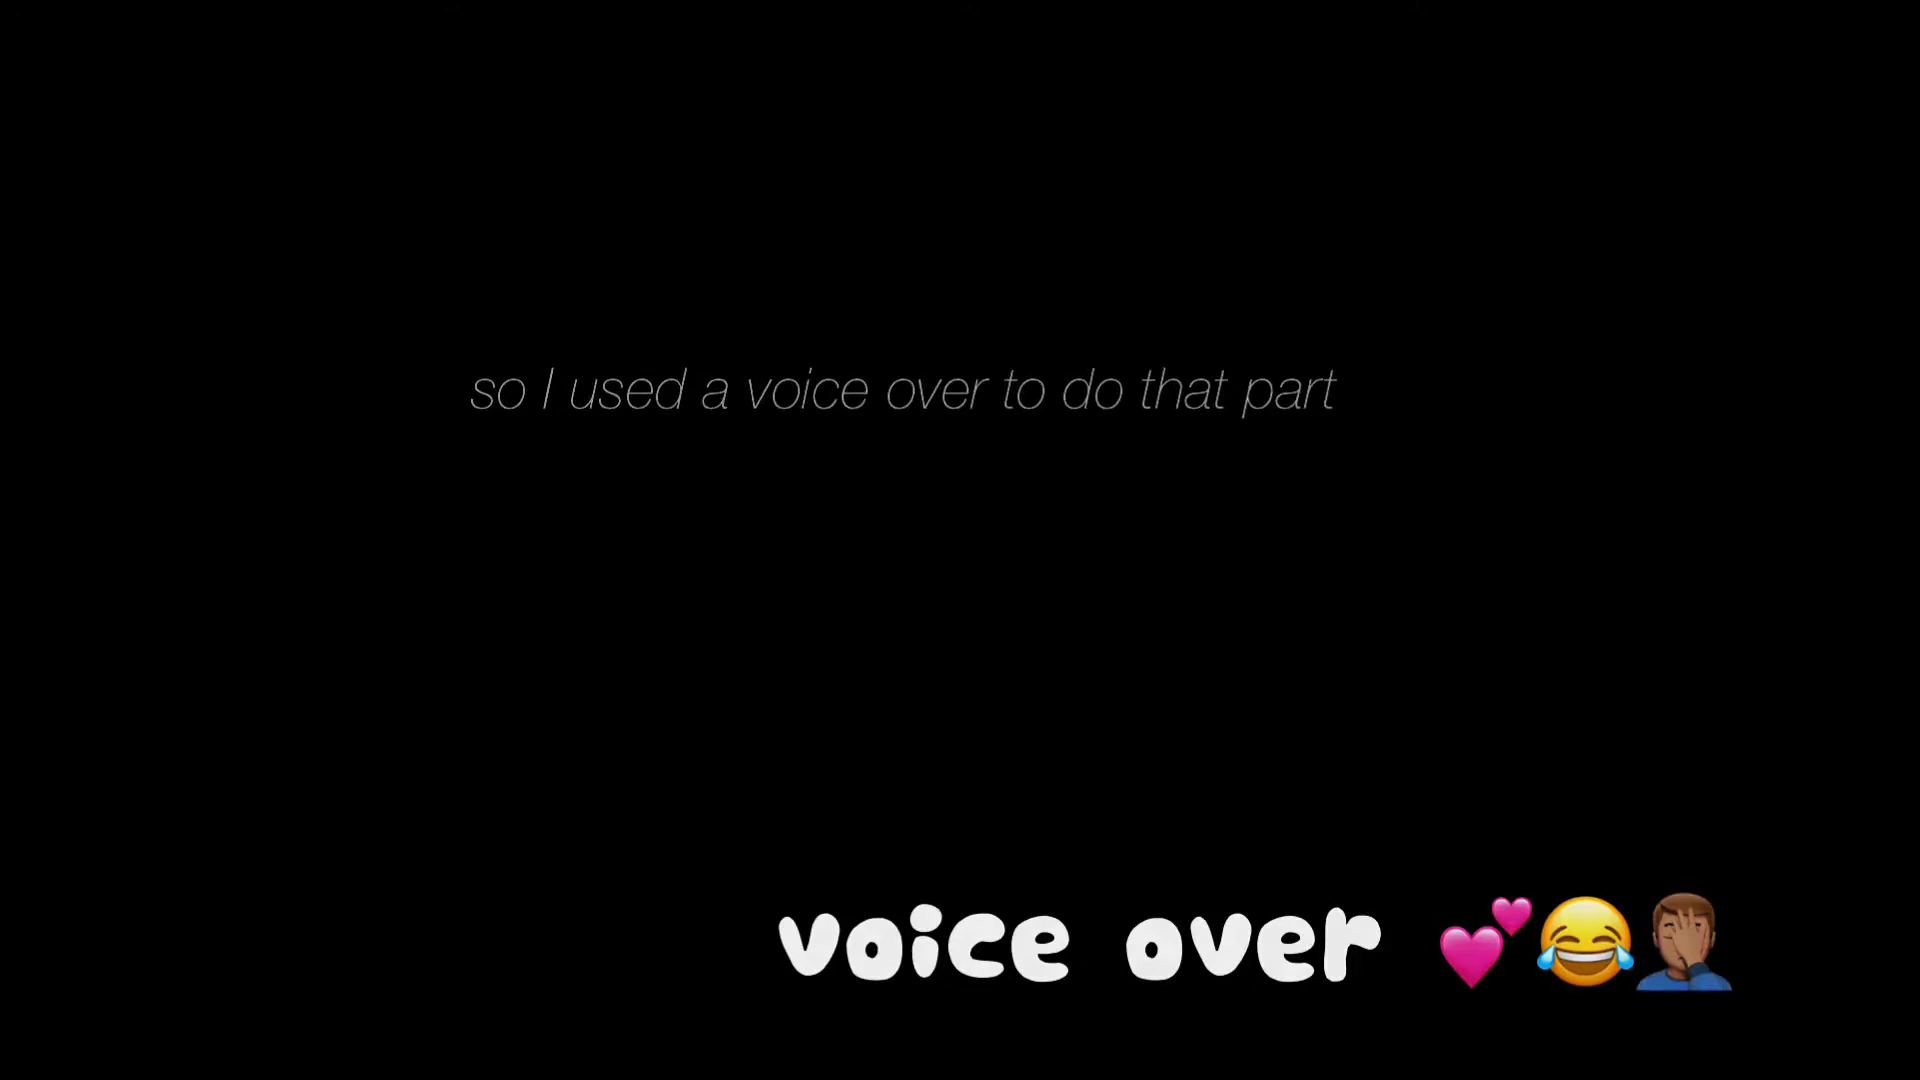 so I used a voice over to do that part
voice over 💕😂🤦🏽‍♂️